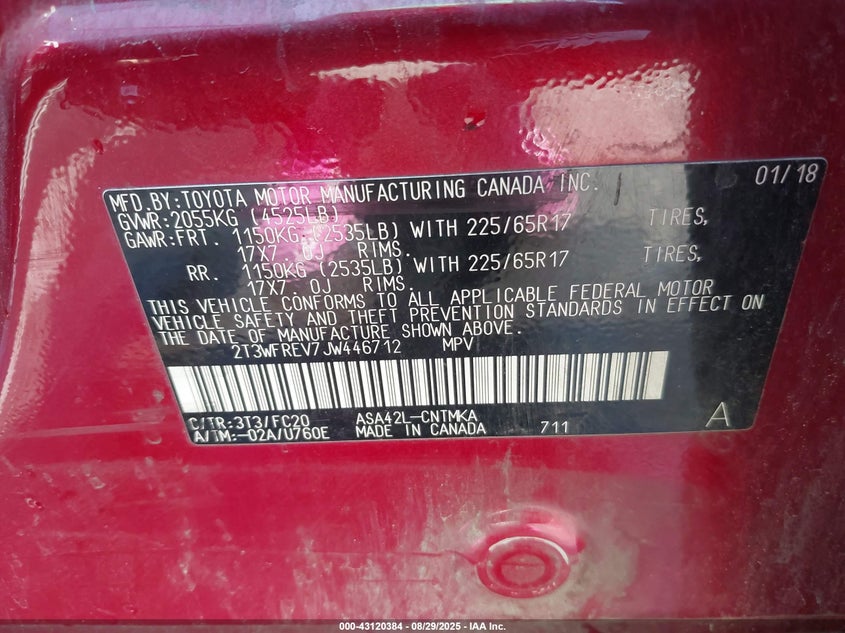 MFD.BY:TOYOTA MOTOR MANUFACTURING CANADA INC. 01/18
GVWR:2055KG (4525LB)
GAWR:FRT. 1150KG (2535LB) WITH 225/65R17 TIRES,
17X7. 0J RIMS.
RR. 1150KG (2535LB) WITH 225/65R17 TIRES,
17X7. 0J RIMS.
THIS VEHICLE CONFORMS TO ALL APPLICABLE FEDERAL MOTOR
VEHICLE SAFETY AND THEFT PREVENTION STANDARDS IN EFFECT ON
THE DATE OF MANUFACTURE SHOWN ABOVE.
2T3WFREV7JW446712 MPV
C/TR:3T3/FC20 ASA42L-CNTMKA A
A/TM:-02A/U760E MADE IN CANADA 711
000-43120384 - 08/29/2025 - IAA Inc.